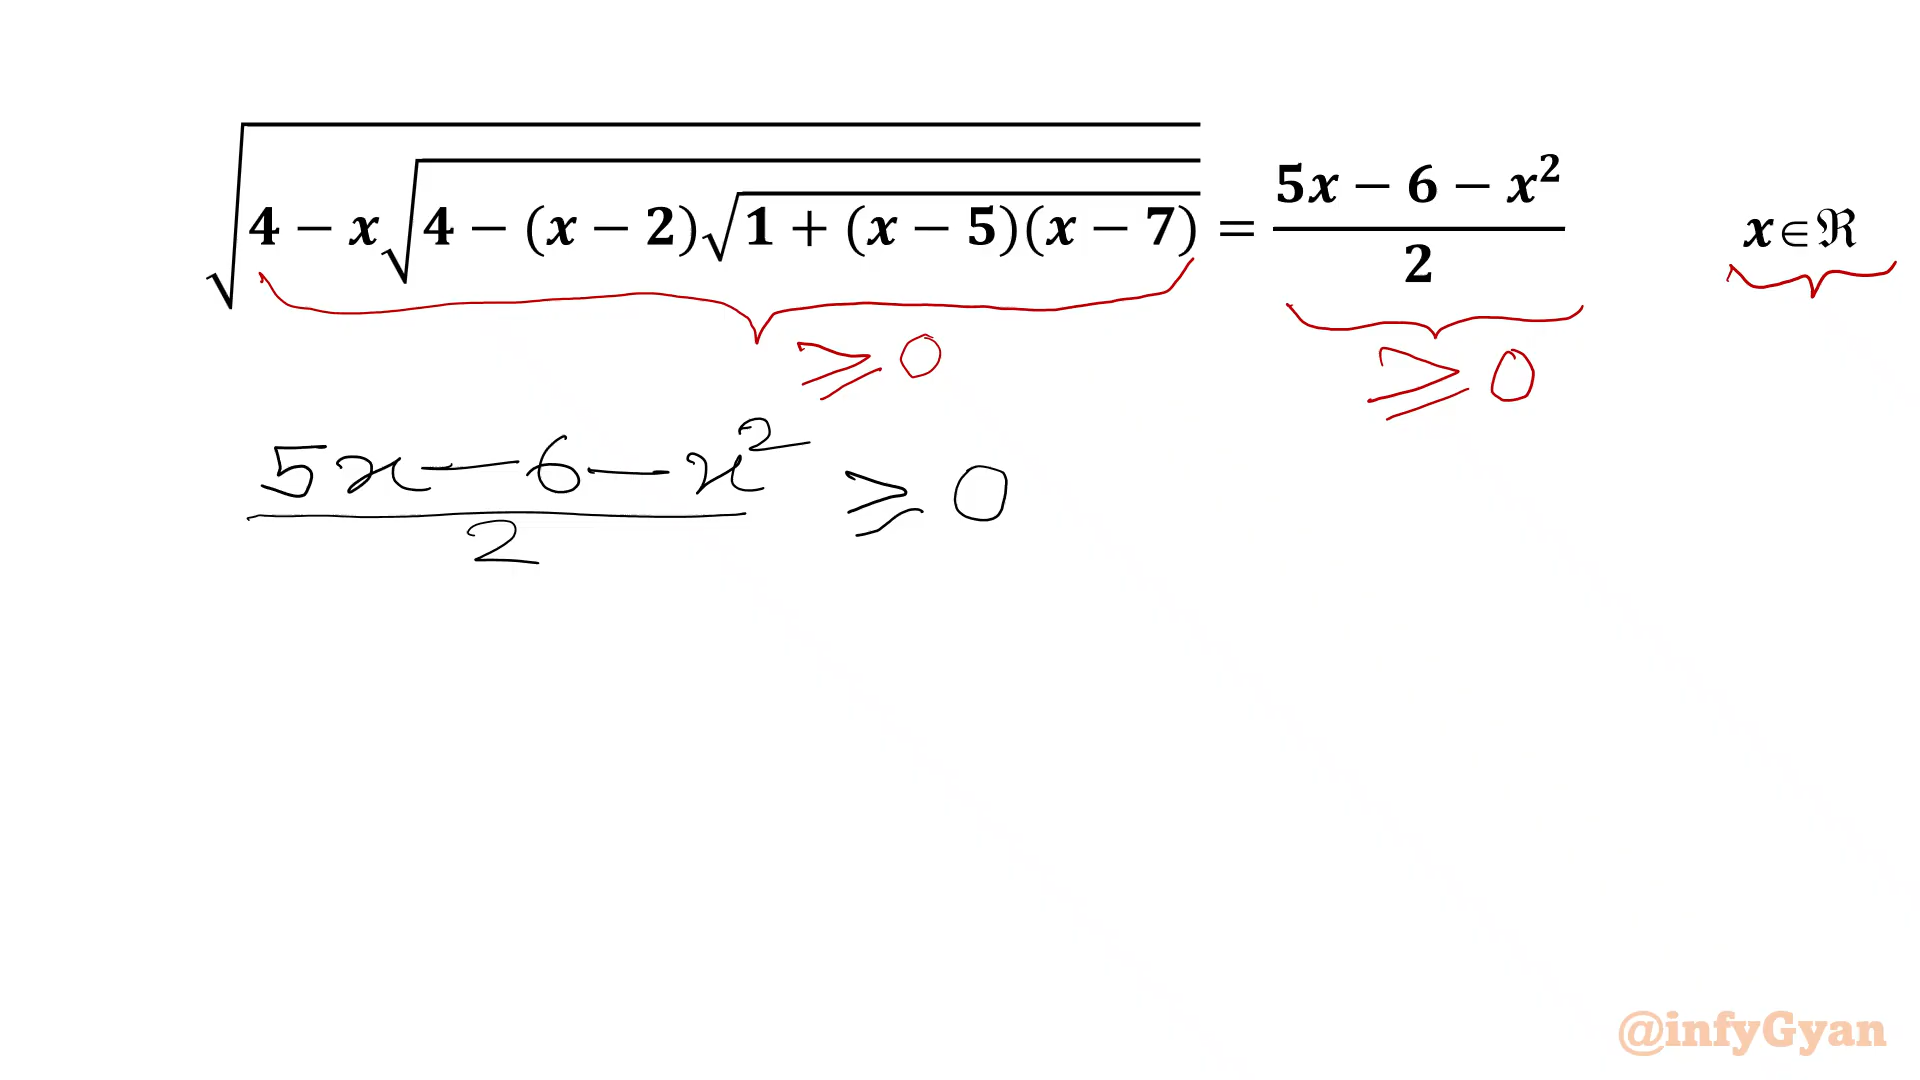 √(4 − x√(4 − (x − 2)√(1 + (x − 5)(x − 7)))) = (5x − 6 − x²)/2 x∈ℜ
≥ 0 ≥ 0
(5x − 6 − x²)/2 ≥ 0
@infyGyan